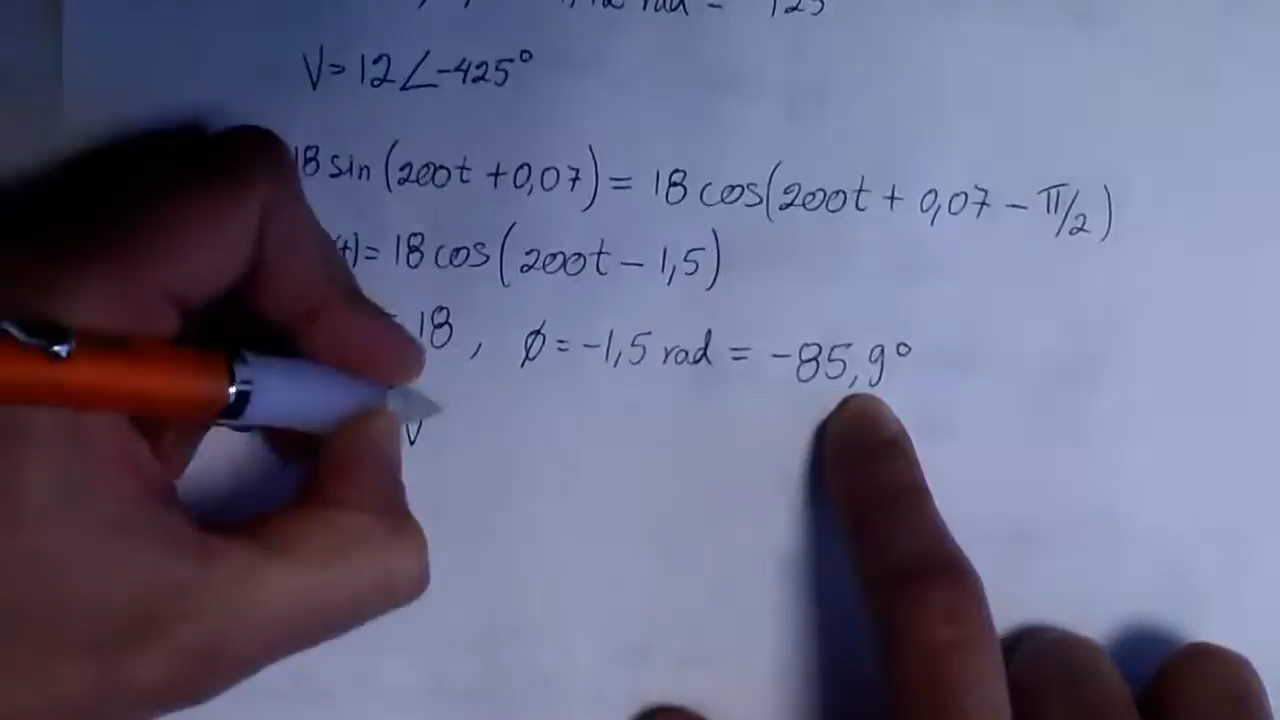 rad =
V= 12∠-425°
18 sin (200t + 0,07) = 18 cos(200t + 0,07 - π/2)
(t)= 18 cos (200t - 1,5)
= 18, ø = -1,5 rad = -85,9°
V